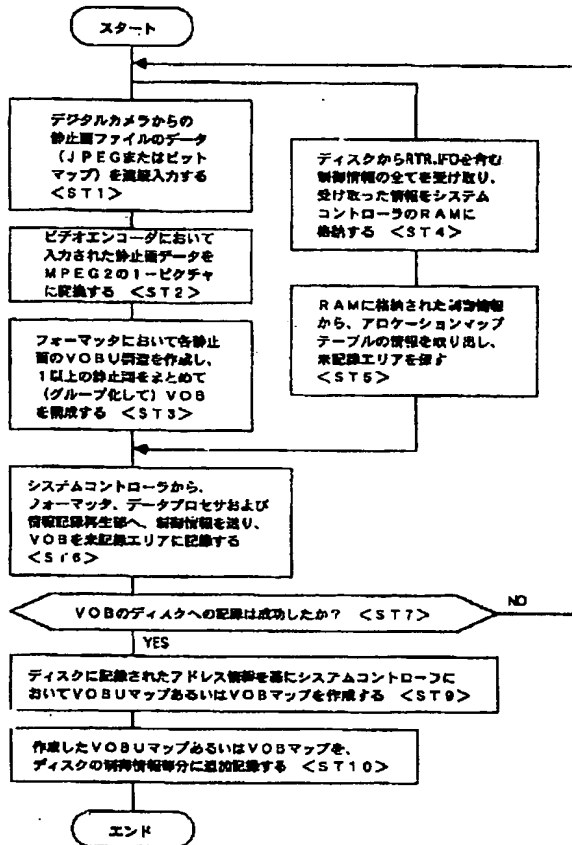 スタート
デジタルカメラからの
静止画ファイルのデータ
(JPEGまたはビット
マップ)を連続入力する
<ST1>
ビデオエンコーダにおいて
入力された静止画データを
MPEG2の1-ピクチャ
に変換する <ST2>
フォーマッタにおいて各静止
画のVOBU構造を作成し、
1以上の静止画をまとめて
(グループ化して)VOB
を構成する <ST3>
ディスクからRTR.IFOを含む
制御情報の全てを受け取り、
受け取った情報をシステム
コントローラのRAMに
格納する <ST4>
RAMに格納された制御情報
から、アロケーションマップ
テーブルの情報を取り出し、
未記録エリアを探す
<ST5>
システムコントローラから、
フォーマッタ、データプロセサおよび
情報記録再生部へ、制御情報を送り、
VOBを未記録エリアに記録する
<ST6>
VOBのディスクへの記録は成功したか? <ST7>
NO
YES
ディスクに記録されたアドレス情報を基にシステムコントローラに
おいてVOBUマップあるいはVOBマップを作成する <ST9>
作成したVOBUマップあるいはVOBマップを、
ディスクの制御情報部分に追加記録する <ST10>
エンド